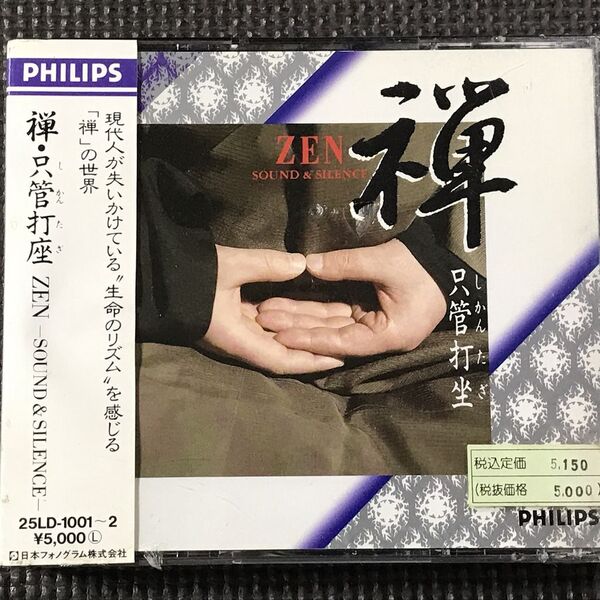 PHILIPS
現代人が失いかけている"生命のリズム"を感じる
「禅」の世界
禅・只管打座 ZEN —SOUND & SILENCE—
しかんたざ
25LD-1001~2
¥5,000 Ⓛ
日本フォノグラム株式会社
ZEN
SOUND & SILENCE
禪
只管打坐
しかんたざ
税込定価 5,150
(税抜価格 5,000)
PHILIPS